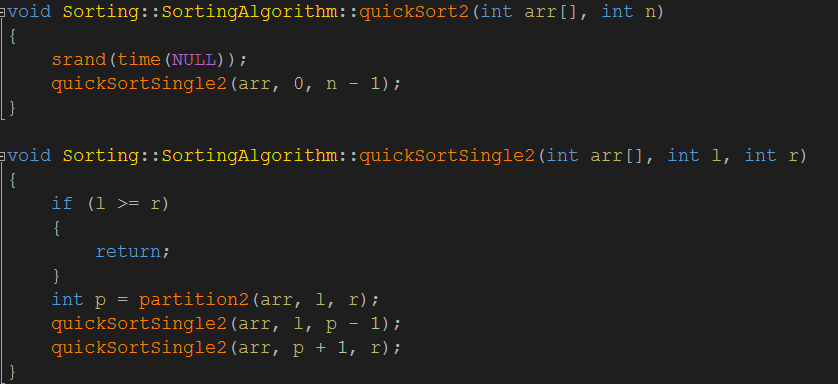 void Sorting::SortingAlgorithm::quickSort2(int arr[], int n)
{
    srand(time(NULL));
    quickSortSingle2(arr, 0, n - 1);
}

void Sorting::SortingAlgorithm::quickSortSingle2(int arr[], int l, int r)
{
    if (l >= r)
    {
        return;
    }
    int p = partition2(arr, l, r);
    quickSortSingle2(arr, l, p - 1);
    quickSortSingle2(arr, p + 1, r);
}